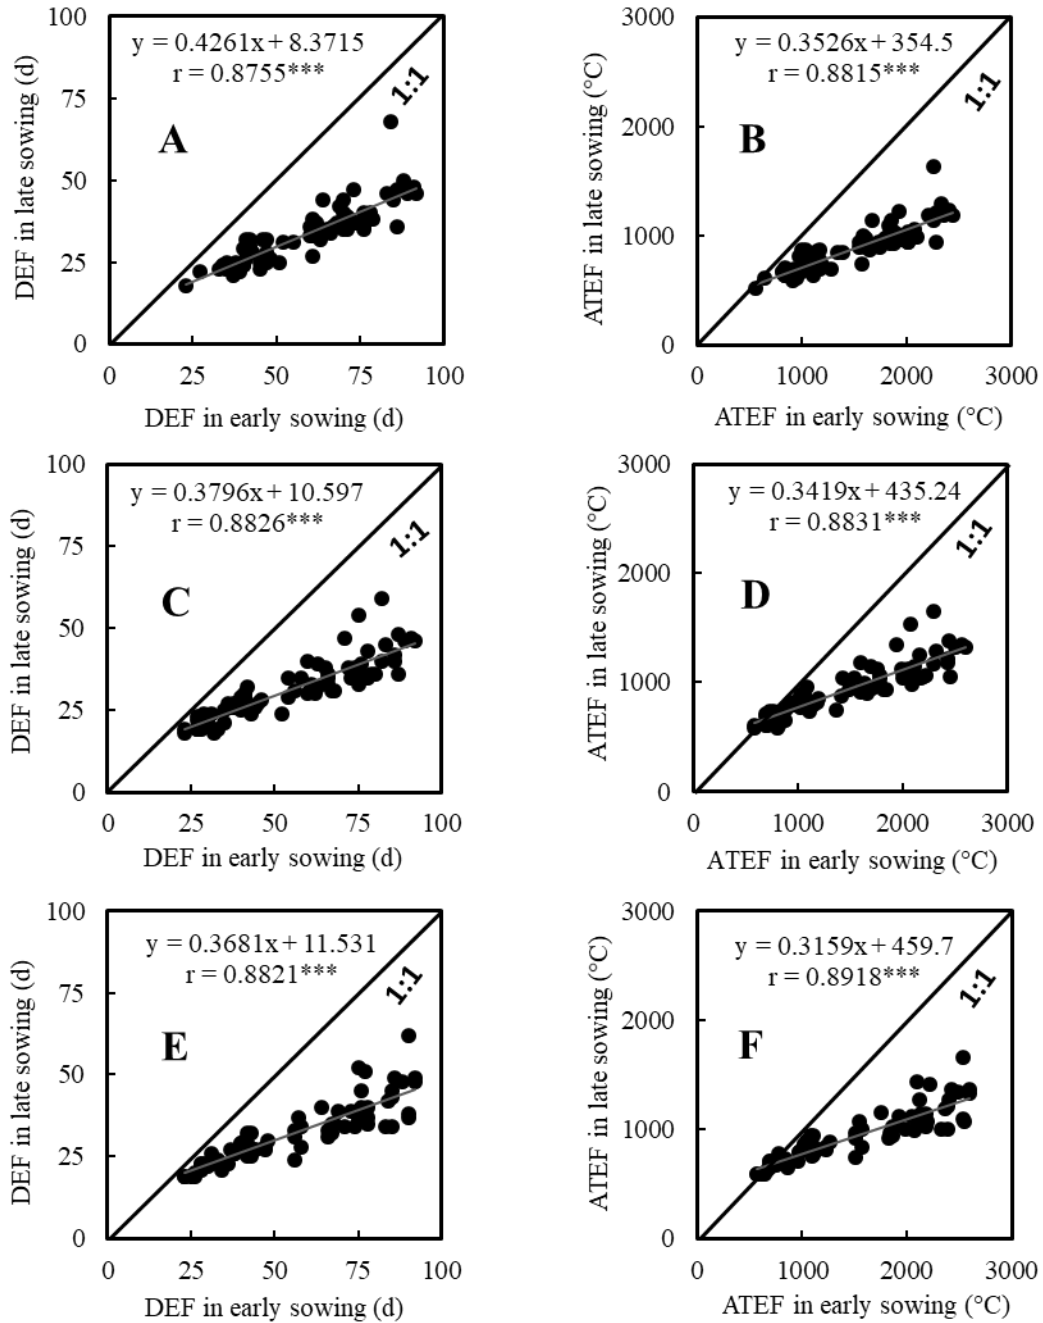 100
75
50
25
0
0
25
50
75
100
DEF in late sowing (d)
DEF in early sowing (d)
y = 0.4261x + 8.3715
r = 0.8755***
1:1
A
3000
2000
1000
0
0
1000
2000
3000
ATEF in late sowing (°C)
ATEF in early sowing (°C)
y = 0.3526x + 354.5
r = 0.8815***
1:1
B
100
75
50
25
0
0
25
50
75
100
DEF in late sowing (d)
DEF in early sowing (d)
y = 0.3796x + 10.597
r = 0.8826***
1:1
C
3000
2000
1000
0
0
1000
2000
3000
ATEF in late sowing (°C)
ATEF in early sowing (°C)
y = 0.3419x + 435.24
r = 0.8831***
1:1
D
100
75
50
25
0
0
25
50
75
100
DEF in late sowing (d)
DEF in early sowing (d)
y = 0.3681x + 11.531
r = 0.8821***
1:1
E
3000
2000
1000
0
0
1000
2000
3000
ATEF in late sowing (°C)
ATEF in early sowing (°C)
y = 0.3159x + 459.7
r = 0.8918***
1:1
F